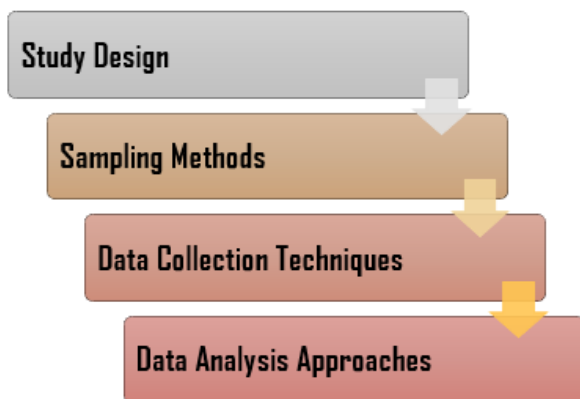 Study Design
Sampling Methods
Data Collection Techniques
Data Analysis Approaches